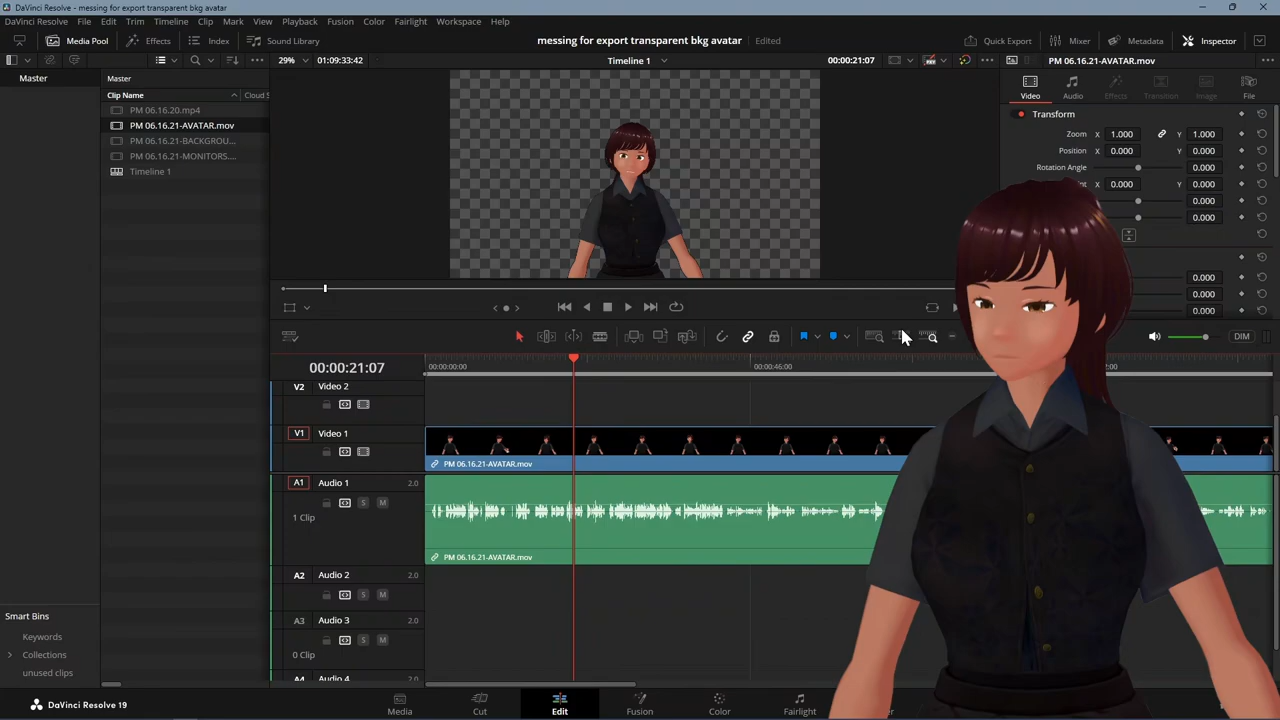 DaVinci Resolve - messing for export transparent bkg avatar
DaVinci Resolve File Edit Trim Timeline Clip Mark View Playback Fusion Color Fairlight Workspace Help
Media Pool Effects Index Sound Library messing for export transparent bkg avatar Edited Quick Export Mixer Metadata Inspector
Master 29% 01:09:33:42 Timeline 1 00:00:21:07 PM 06.16.21-AVATAR.mov
Master
Clip Name Cloud S
Video Audio Effects Transition Image File
PM 06.16.20.mp4
PM 06.16.21-AVATAR.mov
PM 06.16.21-BACKGROU...
PM 06.16.21-MONITORS....
Timeline 1
Transform
Zoom X 1.000 Y 1.000
Position X 0.000 Y 0.000
Rotation Angle 0.000
X 0.000 Y 0.000
0.000
0.000
0.000
0.000
0.000
DIM
00:00:21:07
00:00:00:00 00:00:46:00
V2 Video 2
V1 Video 1
PM 06.16.21-AVATAR.mov
A1 Audio 1 2.0
S M
1 Clip
PM 06.16.21-AVATAR.mov
A2 Audio 2 2.0
S M
A3 Audio 3 2.0
S M
0 Clip
A4 Audio 4 2.0
Smart Bins
Keywords
Collections
unused clips
DaVinci Resolve 19
Media Cut Edit Fusion Color Fairlight